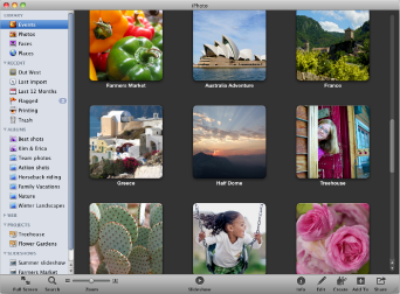 iPhoto
LIBRARY
Events
Photos
Faces
Places
RECENT
Out West
Last Import
Last 12 Months
Flagged
Printing
Trash
ALBUMS
Best shots
Kim & Erica
Team photos
Action shots
Horseback riding
Family Vacations
Nature
Winter Landscapes
WEB
PROJECTS
Treehouse
Flower Gardens
SLIDESHOWS
Summer slideshow
Farmers Market
Farmers Market
Australia Adventure
France
Greece
Half Dome
Treehouse
Full Screen
Search
Zoom
Slideshow
Info
Edit
Create
Add To
Share